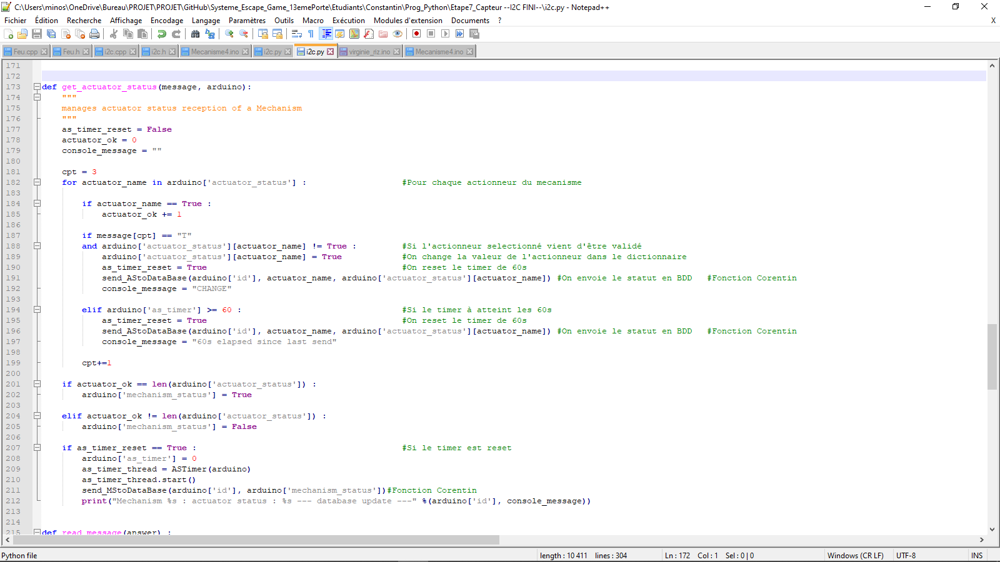 C:\Users\minos\OneDrive\Bureau\PROJET\PROJET\GitHub\Systeme_Escape_Game_13emePorte\Etudiants\Constantin\Prog_Python\Etape7_Capteur --I2C FINI--\i2c.py - Notepad++
Fichier Édition Recherche Affichage Encodage Langage Paramètres Outils Macro Exécution Modules d'extension Documents ? X
Feu.cpp Feu.h i2c.cpp i2c.h Mecanisme4.ino i2c.py i2c.py virginie_riz.ino Mecanisme4.ino
171
172
173 def get_actuator_status(message, arduino):
174 """
175 manages actuator status reception of a Mechanism
176 """
177 as_timer_reset = False
178 actuator_ok = 0
179 console_message = ""
180
181 cpt = 3
182 for actuator_name in arduino['actuator_status'] : #Pour chaque actionneur du mecanisme
183
184 if actuator_name == True :
185 actuator_ok += 1
186
187 if message[cpt] == "T"
188 and arduino['actuator_status'][actuator_name] != True : #Si l'actionneur selectionné vient d'être validé
189 arduino['actuator_status'][actuator_name] = True #On change la valeur de l'actionneur dans le dictionnaire
190 as_timer_reset = True #On reset le timer de 60s
191 send_AStoDataBase(arduino['id'], actuator_name, arduino['actuator_status'][actuator_name]) #On envoie le statut en BDD #Fonction Corentin
192 console_message = "CHANGE"
193
194 elif arduino['as_timer'] >= 60 : #Si le timer à atteint les 60s
195 as_timer_reset = True #On reset le timer de 60s
196 send_AStoDataBase(arduino['id'], actuator_name, arduino['actuator_status'][actuator_name]) #On envoie le statut en BDD #Fonction Corentin
197 console_message = "60s elapsed since last send"
198
199 cpt+=1
200
201 if actuator_ok == len(arduino['actuator_status']) :
202 arduino['mechanism_status'] = True
203
204 elif actuator_ok != len(arduino['actuator_status']) :
205 arduino['mechanism_status'] = False
206
207 if as_timer_reset == True : #Si le timer est reset
208 arduino['as_timer'] = 0
209 as_timer_thread = ASTimer(arduino)
210 as_timer_thread.start()
211 send_MStoDataBase(arduino['id'], arduino['mechanism_status'])#Fonction Corentin
212 print("Mechanism %s : actuator status : %s --- database update ---" %(arduino['id'], console_message))
213
214
215 def read_message(answer) :
Python file length : 10 411 lines : 304 Ln : 172 Col : 1 Sel : 0 | 0 Windows (CR LF) UTF-8 INS